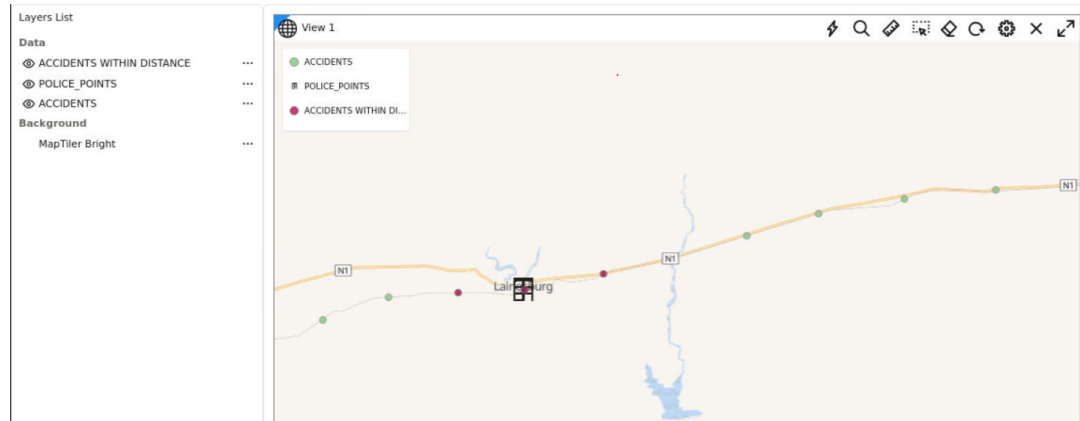 Layers List
Data
ACCIDENTS WITHIN DISTANCE
POLICE_POINTS
ACCIDENTS
Background
MapTiler Bright
View 1
ACCIDENTS
POLICE_POINTS
ACCIDENTS WITHIN DI...
N1
N1
N1